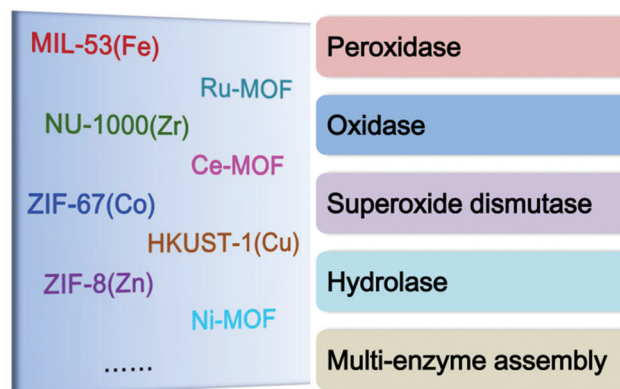 MIL-53(Fe)
Ru-MOF
NU-1000(Zr)
Ce-MOF
ZIF-67(Co)
HKUST-1(Cu)
ZIF-8(Zn)
Ni-MOF
......
Peroxidase
Oxidase
Superoxide dismutase
Hydrolase
Multi-enzyme assembly